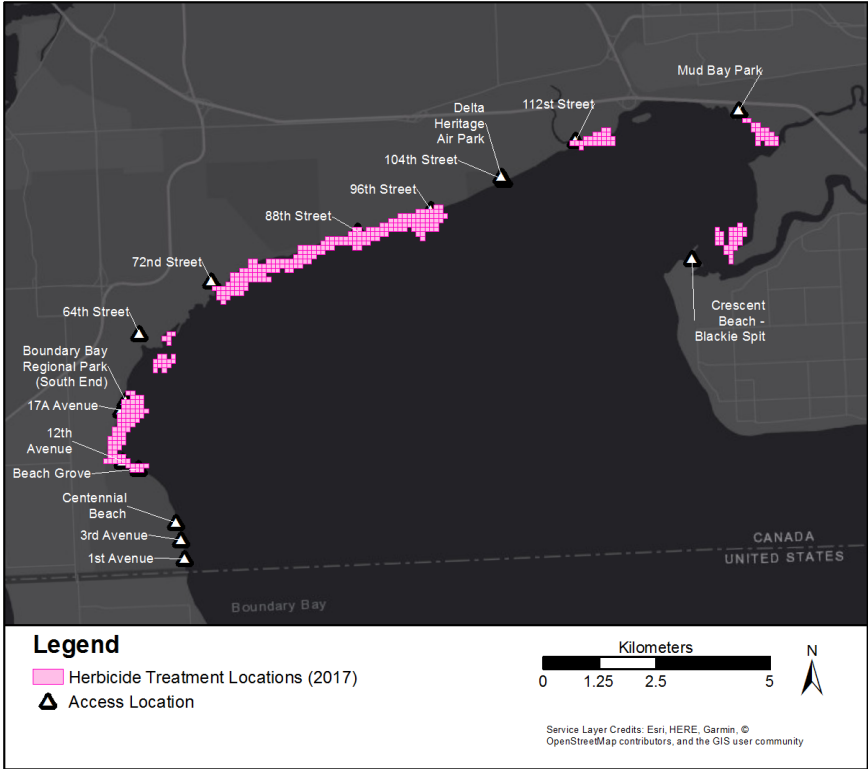 Mud Bay Park
112st Street
Delta
Heritage
Air Park
104th Street
96th Street
88th Street
72nd Street
64th Street
Boundary Bay
Regional Park
(South End)
17A Avenue
12th
Avenue
Beach Grove
Centennial
Beach
3rd Avenue
1st Avenue
Crescent
Beach -
Blackie Spit
CANADA
UNITED STATES
Boundary Bay
Legend
Herbicide Treatment Locations (2017)
Access Location
Kilometers
0 1.25 2.5 5
N
Service Layer Credits: Esri, HERE, Garmin, ©
OpenStreetMap contributors, and the GIS user community